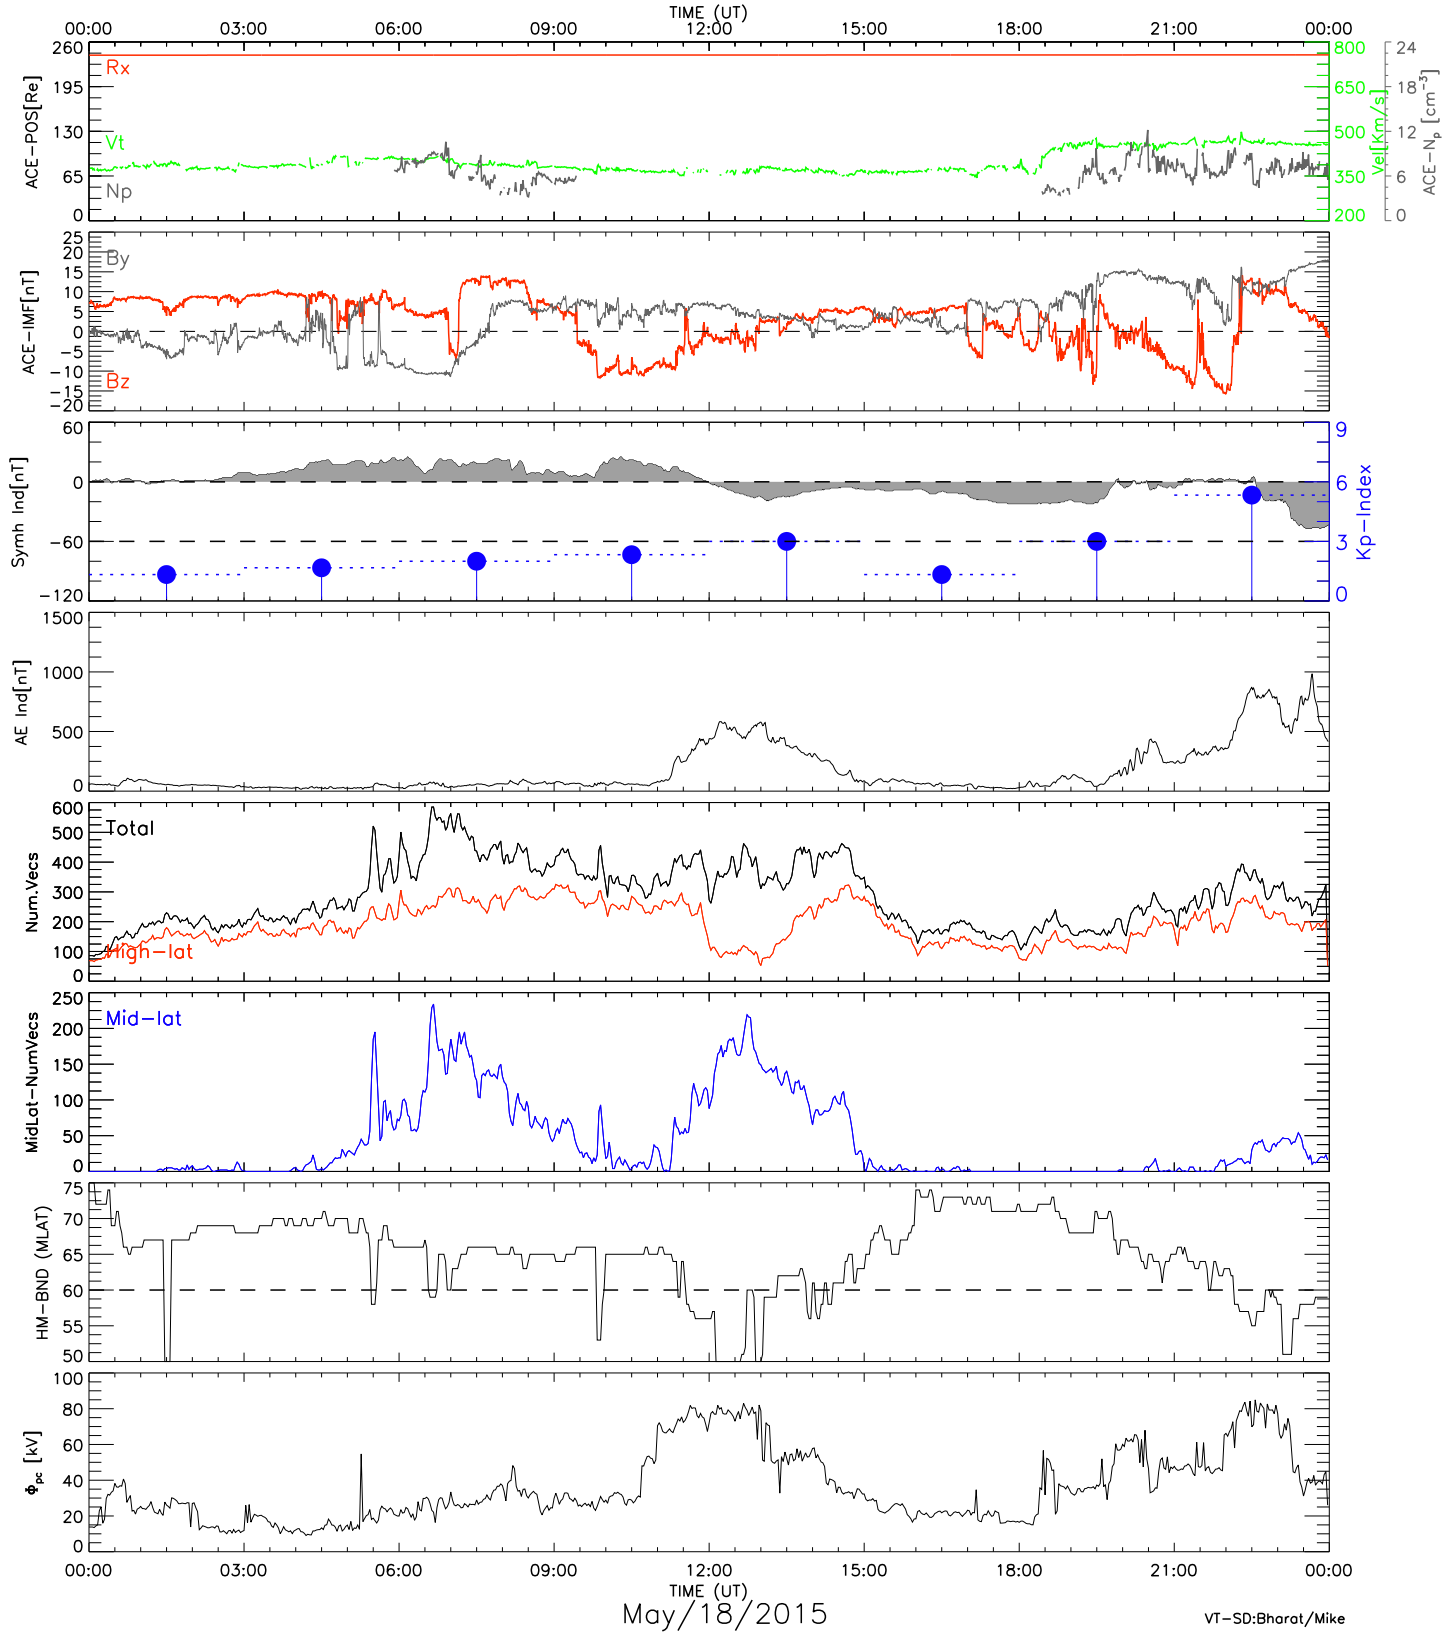 TIME (UT)
00:00 03:00 06:00 09:00 12:00 15:00 18:00 21:00 00:00
260 195 130 65 0
ACE-POS[Re]
Rx
Vt
Np
800 650 500 350 200
Vel[Km/s]
24 18 12 6 0
ACE-Np [cm-3]
25 20 15 10 5 0 -5 -10 -15 -20
ACE-IMF[nT]
By
Bz
60 0 -60 -120
Symh Ind[nT]
9 6 3 0
Kp-Index
1500 1000 500 0
AE Ind[nT]
600 500 400 300 200 100 0
Num.Vecs
Total
High-lat
250 200 150 100 50 0
MidLat-NumVecs
Mid-lat
75 70 65 60 55 50
HM-BND (MLAT)
100 80 60 40 20 0
Φpc [kV]
00:00 03:00 06:00 09:00 12:00 15:00 18:00 21:00 00:00
TIME (UT)
May/18/2015
VT-SD:Bharat/Mike